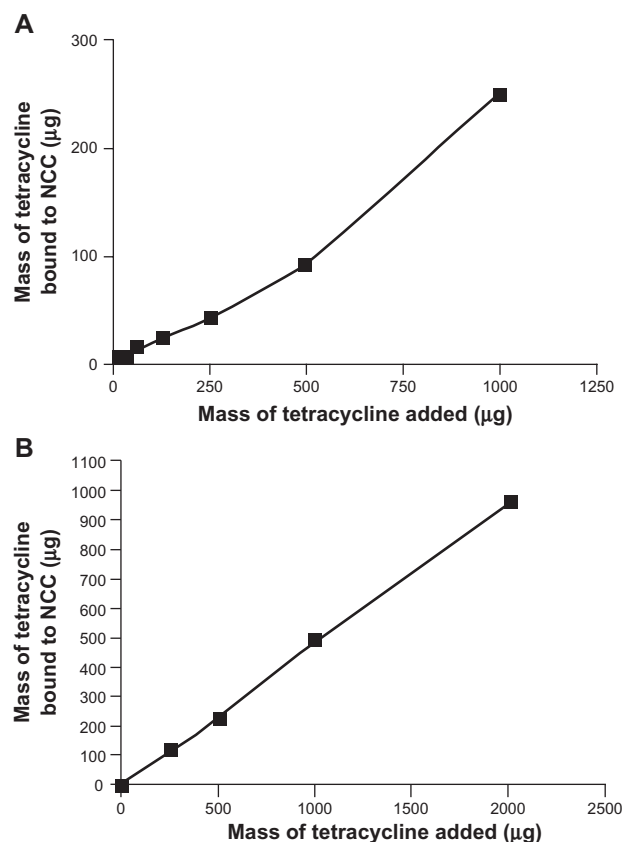 A
Mass of tetracycline
bound to NCC (μg)
300
200
100
0
0 250 500 750 1000 1250
Mass of tetracycline added (μg)
B
Mass of tetracycline
bound to NCC (μg)
1100
1000
900
800
700
600
500
400
300
200
100
0
0 500 1000 1500 2000 2500
Mass of tetracycline added (μg)